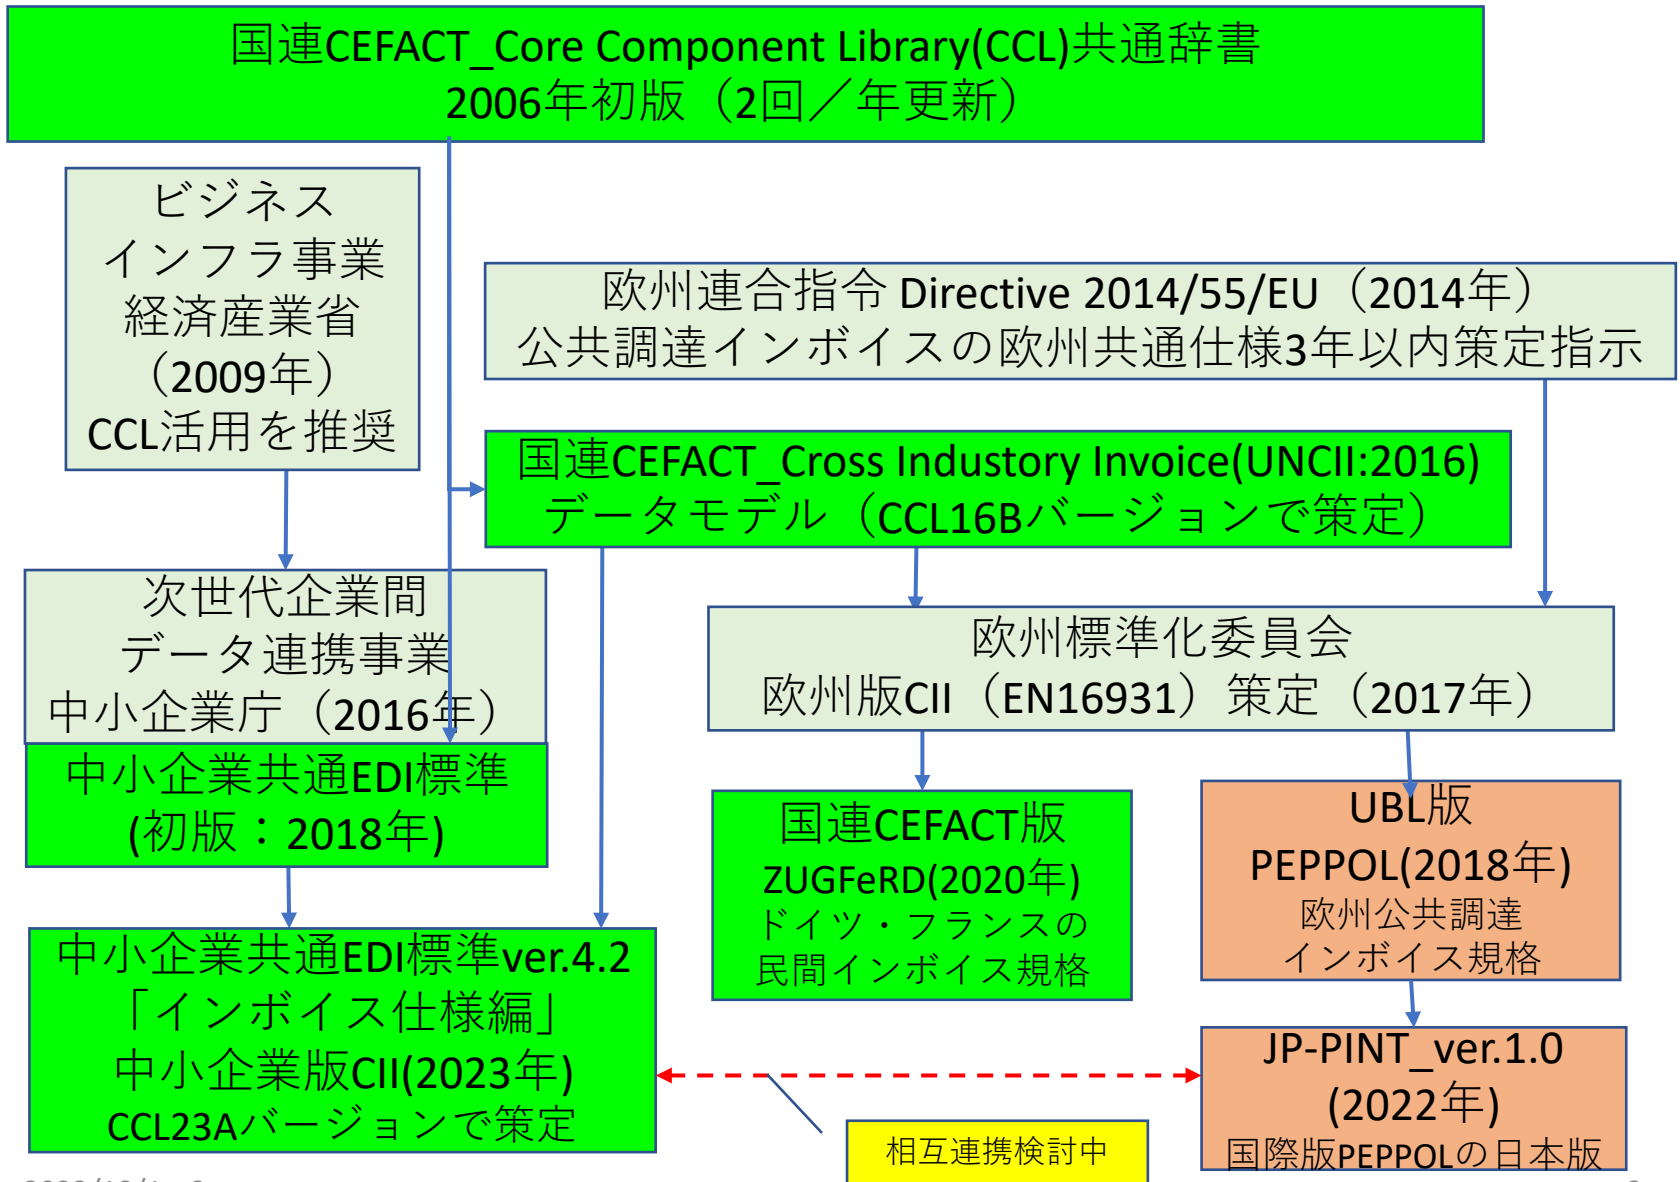 国連CEFACT_Core Component Library(CCL)共通辞書
2006年初版（2回／年更新）
ビジネス
インフラ事業
経済産業省
（2009年）
CCL活用を推奨
欧州連合指令 Directive 2014/55/EU（2014年）
公共調達インボイスの欧州共通仕様3年以内策定指示
国連CEFACT_Cross Industory Invoice(UNCII:2016)
データモデル（CCL16Bバージョンで策定）
次世代企業間
データ連携事業
中小企業庁（2016年）
欧州標準化委員会
欧州版CII（EN16931）策定（2017年）
中小企業共通EDI標準
(初版：2018年)
国連CEFACT版
ZUGFeRD(2020年)
ドイツ・フランスの
民間インボイス規格
UBL版
PEPPOL(2018年)
欧州公共調達
インボイス規格
中小企業共通EDI標準ver.4.2
「インボイス仕様編」
中小企業版CII(2023年)
CCL23Aバージョンで策定
JP-PINT_ver.1.0
(2022年)
国際版PEPPOLの日本版
相互連携検討中